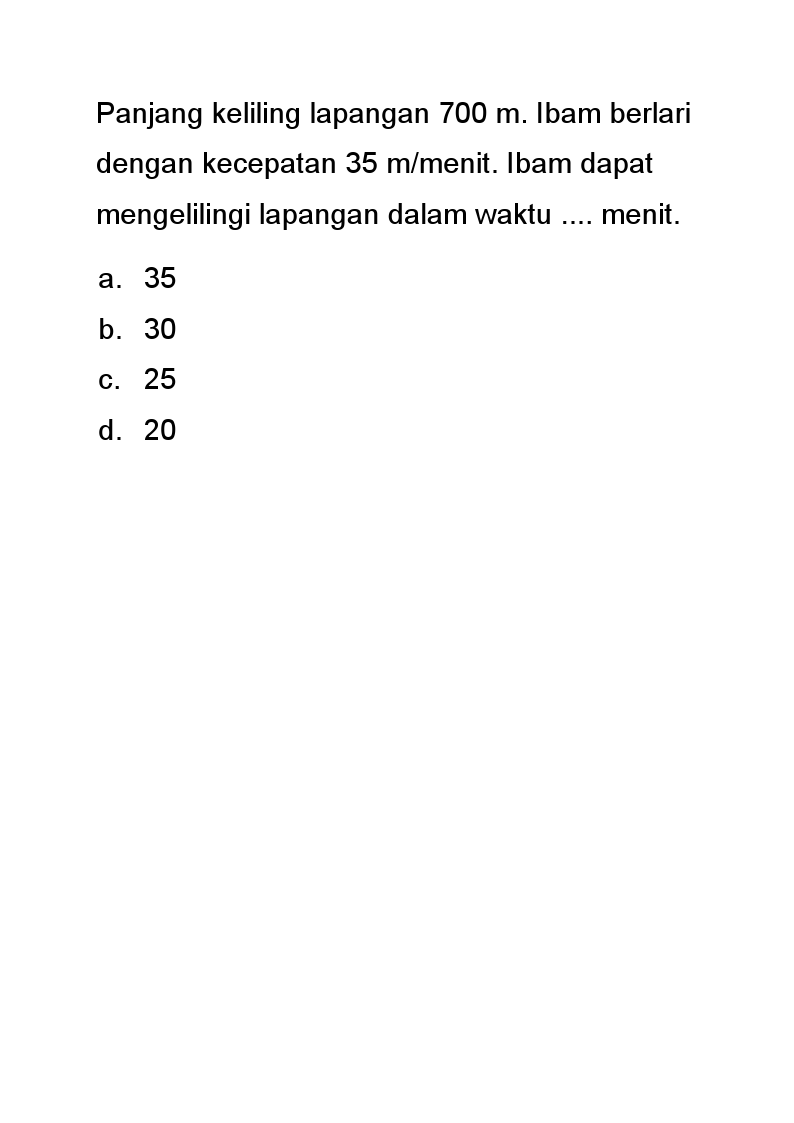 Panjang keliling lapangan 700 m. Ibam berlari
dengan kecepatan 35 m/menit. Ibam dapat
mengelilingi lapangan dalam waktu .... menit.
a. 35
b. 30
c. 25
d. 20